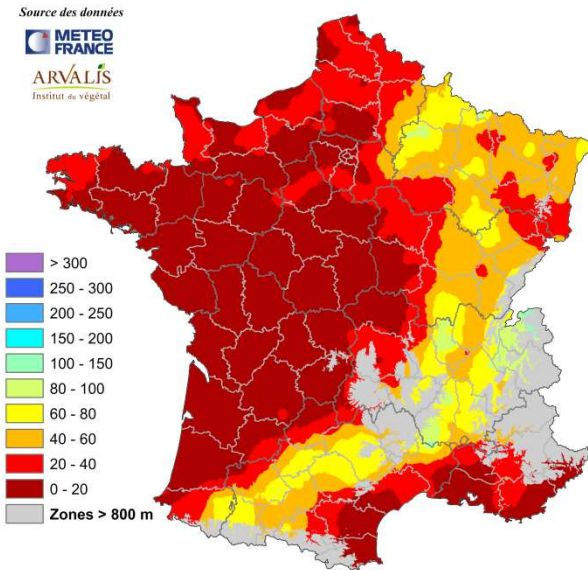 Source des données
METEO
FRANCE
ARVALIS
Institut du végétal
> 300
250 - 300
200 - 250
150 - 200
100 - 150
80 - 100
60 - 80
40 - 60
20 - 40
0 - 20
Zones > 800 m